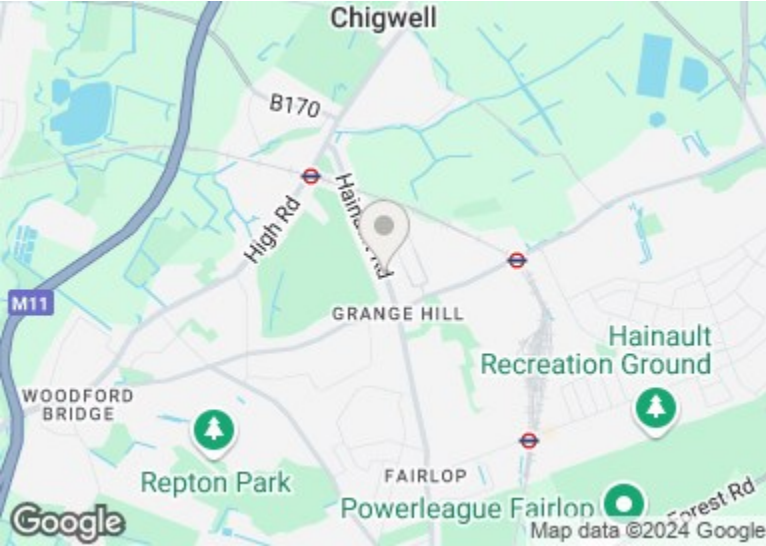 Chigwell
B170
High Rd
Hainault Rd
M11
GRANGE HILL
Hainault
Recreation Ground
WOODFORD
BRIDGE
Repton Park
FAIRLOP
Powerleague Fairlop
Forest Rd
Google
Map data ©2024 Google